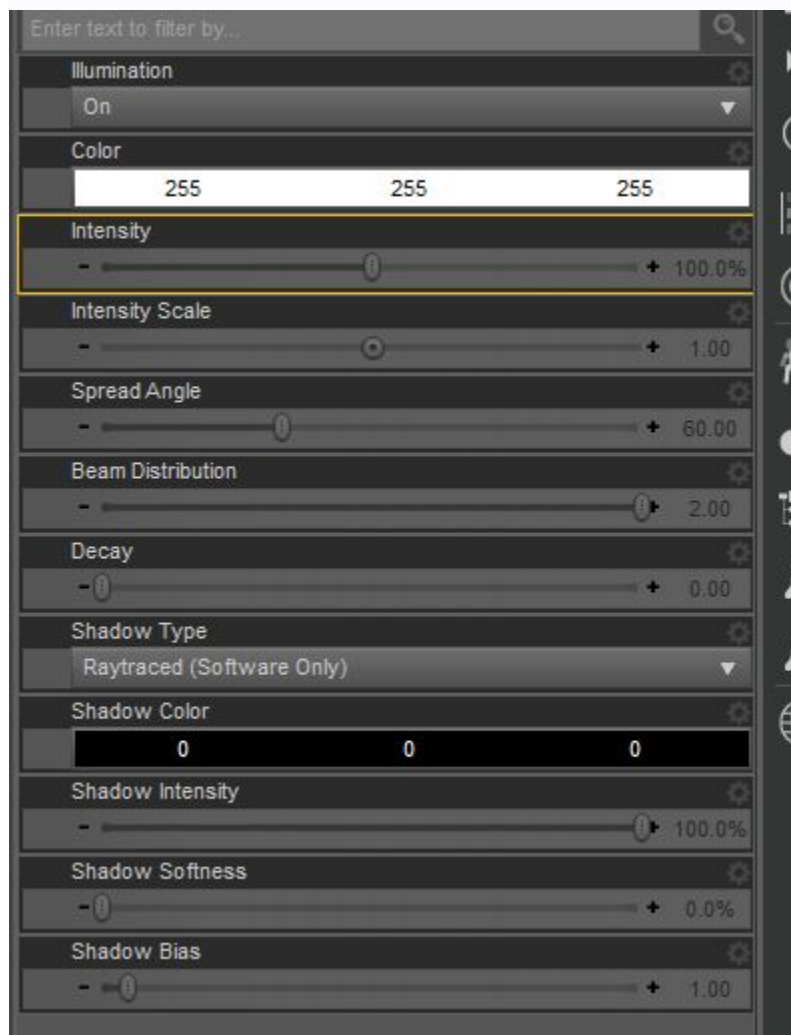 Enter text to filter by...
Illumination
On
Color
255 255 255
Intensity
- + 100.0%
Intensity Scale
- + 1.00
Spread Angle
- + 60.00
Beam Distribution
- + 2.00
Decay
- + 0.00
Shadow Type
Raytraced (Software Only)
Shadow Color
0 0 0
Shadow Intensity
- + 100.0%
Shadow Softness
- + 0.0%
Shadow Bias
- + 1.00